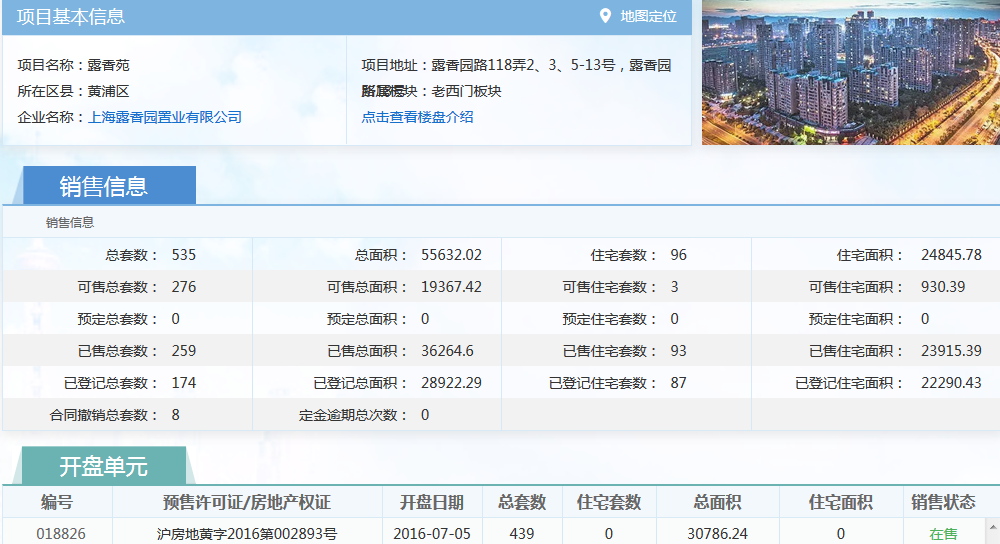 项目基本信息
地图定位
项目名称：露香苑
项目地址：露香园路118弄2、3、5-13号，露香园
所在区县：黄浦区
板块：老西门板块
企业名称：上海露香园置业有限公司
点击查看楼盘介绍
销售信息
销售信息
总套数： 535 总面积： 55632.02 住宅套数： 96 住宅面积： 24845.78
可售总套数： 276 可售总面积： 19367.42 可售住宅套数： 3 可售住宅面积： 930.39
预定总套数： 0 预定总面积： 0 预定住宅套数： 0 预定住宅面积： 0
已售总套数： 259 已售总面积： 36264.6 已售住宅套数： 93 已售住宅面积： 23915.39
已登记总套数： 174 已登记总面积： 28922.29 已登记住宅套数： 87 已登记住宅面积： 22290.43
合同撤销总套数： 8 定金逾期总次数： 0
开盘单元
编号 预售许可证/房地产权证 开盘日期 总套数 住宅套数 总面积 住宅面积 销售状态
018826 沪房地黄字2016第002893号 2016-07-05 439 0 30786.24 0 在售